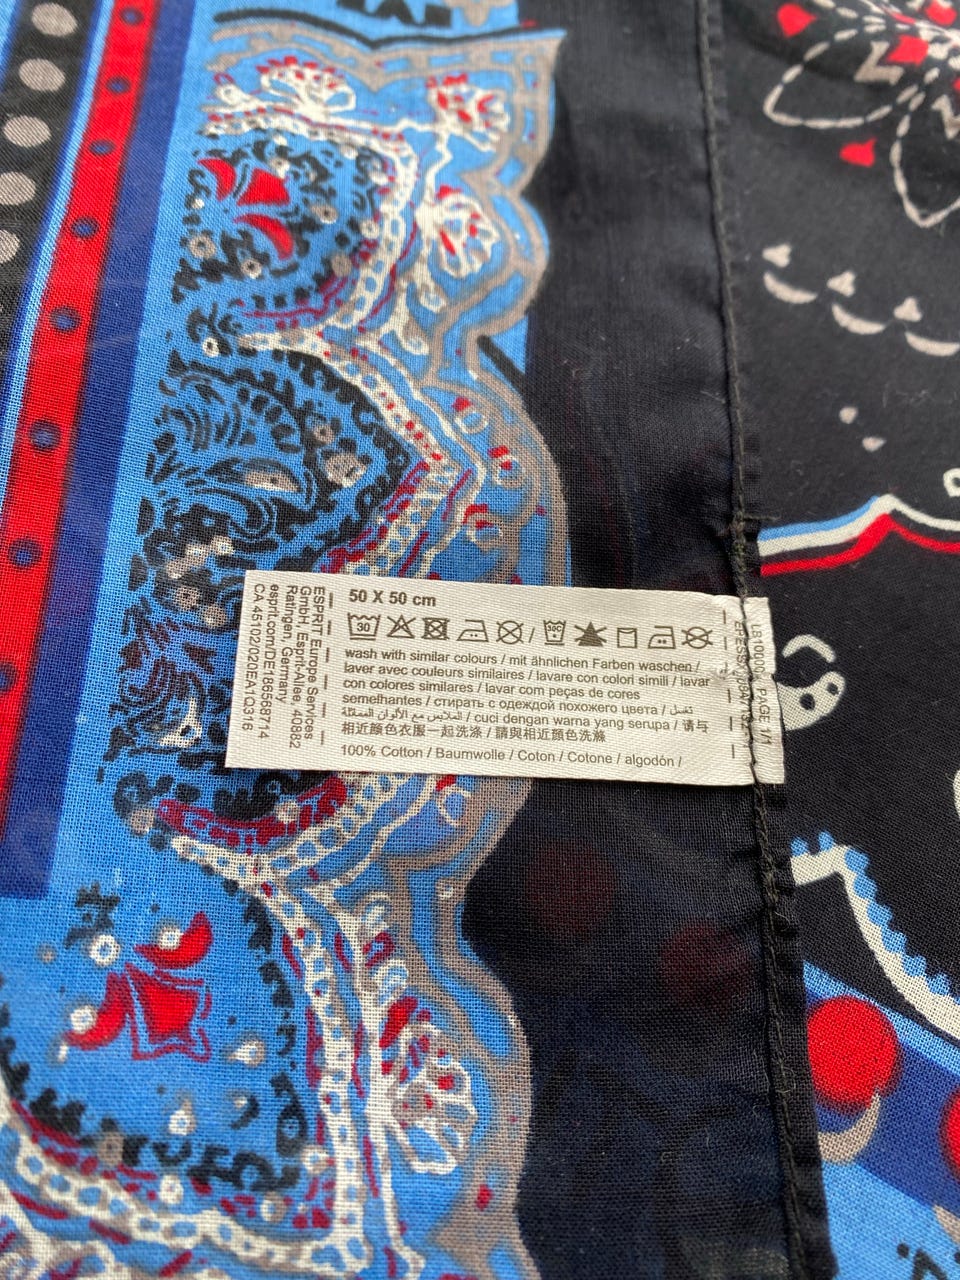 50 X 50 cm
30
30C
wash with similar colours / mit ähnlichen Farben waschen /
laver avec couleurs similaires / lavare con colori simili / lavar
con colores similares / lavar com peças de cores
semelhantes / стирать с одеждой похожего цвета / تغسل
الملابس مع الألوان المماثلة / cuci dengan warna yang serupa / 请与
相近颜色衣服一起洗涤 / 請與相近顏色洗滌
100% Cotton / Baumwolle / Coton / Cotone / algodón /
ESPRIT Europe Services
GmbH, Esprit-Allee, 40882
Ratingen, Germany
esprit.com/DE18656874
CA 45102/020EA1Q316
PAGE 1/1